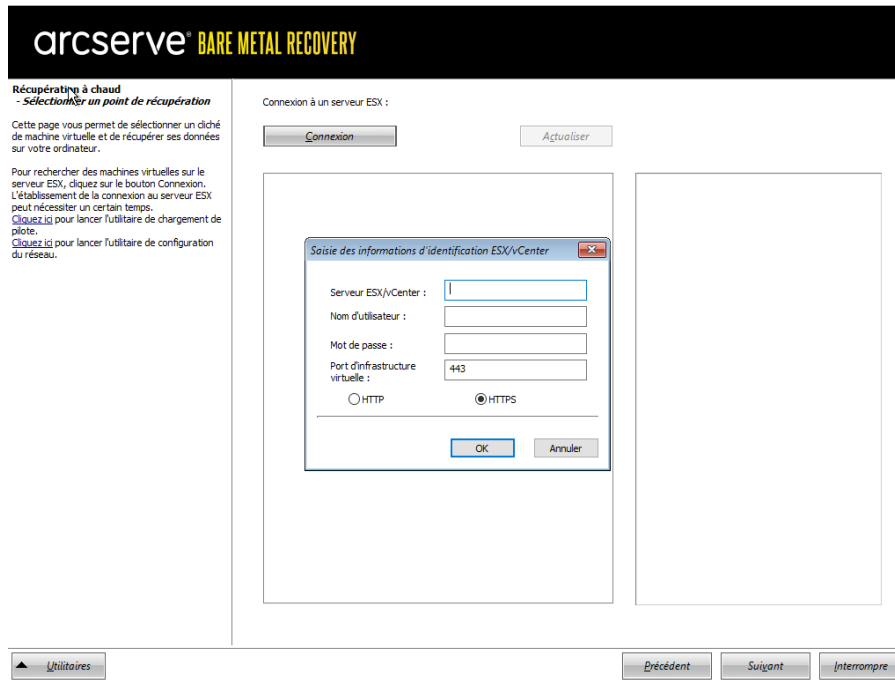 arcserve® BARE METAL RECOVERY
Récupération à chaud
- Sélectionner un point de récupération
Cette page vous permet de sélectionner un cliché
de machine virtuelle et de récupérer ses données
sur votre ordinateur.
Pour rechercher des machines virtuelles sur le
serveur ESX, cliquez sur le bouton Connexion.
L'établissement de la connexion au serveur ESX
peut nécessiter un certain temps.
Cliquez ici pour lancer l'utilitaire de chargement de
pilote.
Cliquez ici pour lancer l'utilitaire de configuration
du réseau.
Connexion à un serveur ESX :
Connexion
Actualiser
Saisie des informations d'identification ESX/vCenter
Serveur ESX/vCenter :
Nom d'utilisateur :
Mot de passe :
Port d'infrastructure
virtuelle :
443
HTTP
HTTPS
OK
Annuler
Utilitaires
Précédent
Suivant
Interrompre